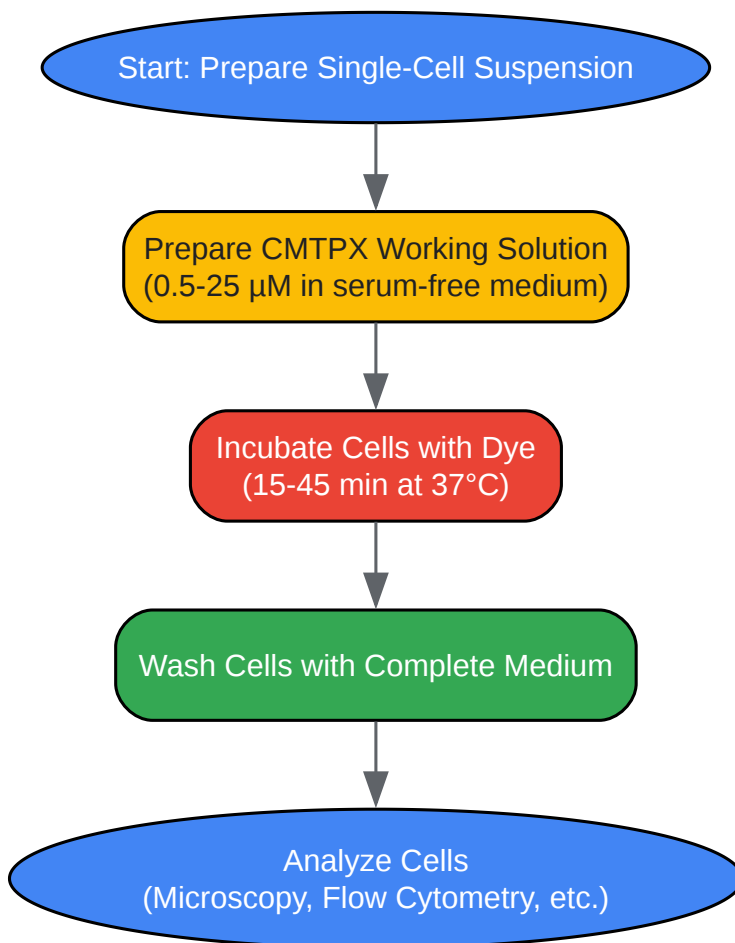 Start: Prepare Single-Cell Suspension
Prepare CMTPX Working Solution
(0.5-25 µM in serum-free medium)
Incubate Cells with Dye
(15-45 min at 37°C)
Wash Cells with Complete Medium
Analyze Cells
(Microscopy, Flow Cytometry, etc.)